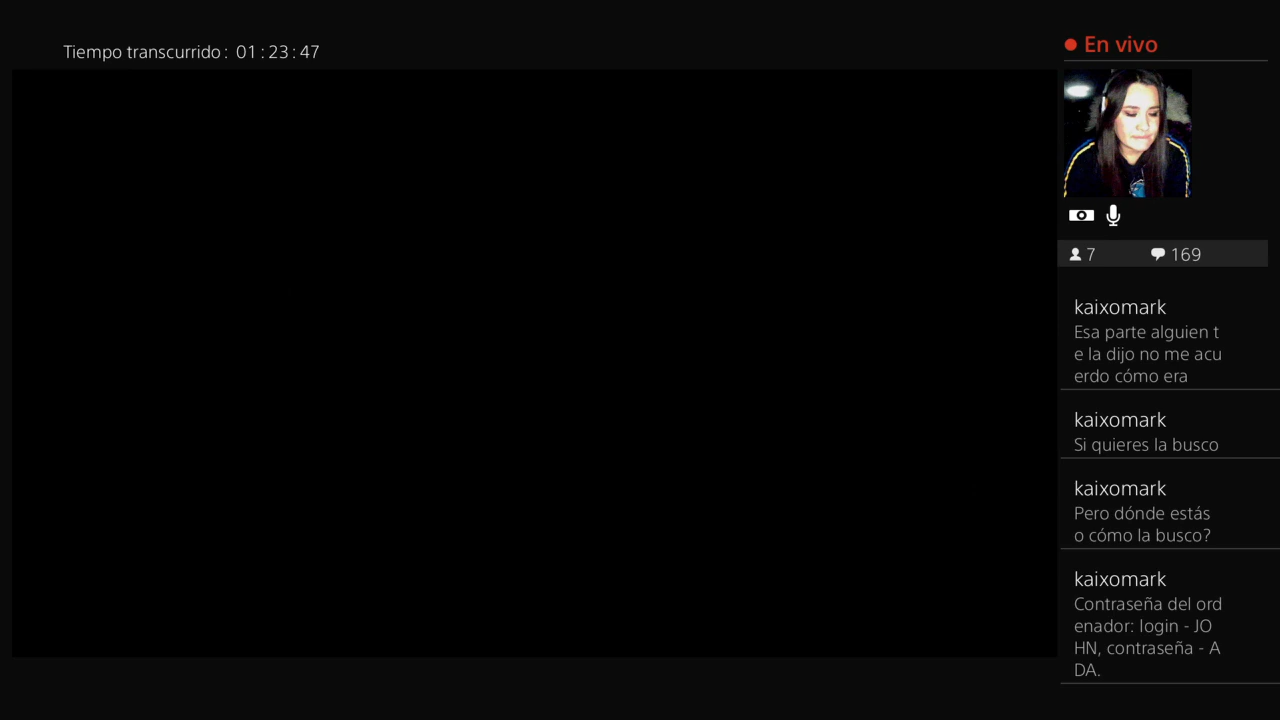 Tiempo transcurrido: 01:23:47
En vivo
7 169
kaixomark
Esa parte alguien t
e la dijo no me acu
erdo cómo era
kaixomark
Si quieres la busco
kaixomark
Pero dónde estás
o cómo la busco?
kaixomark
Contraseña del ord
enador: login - JO
HN, contraseña - A
DA.